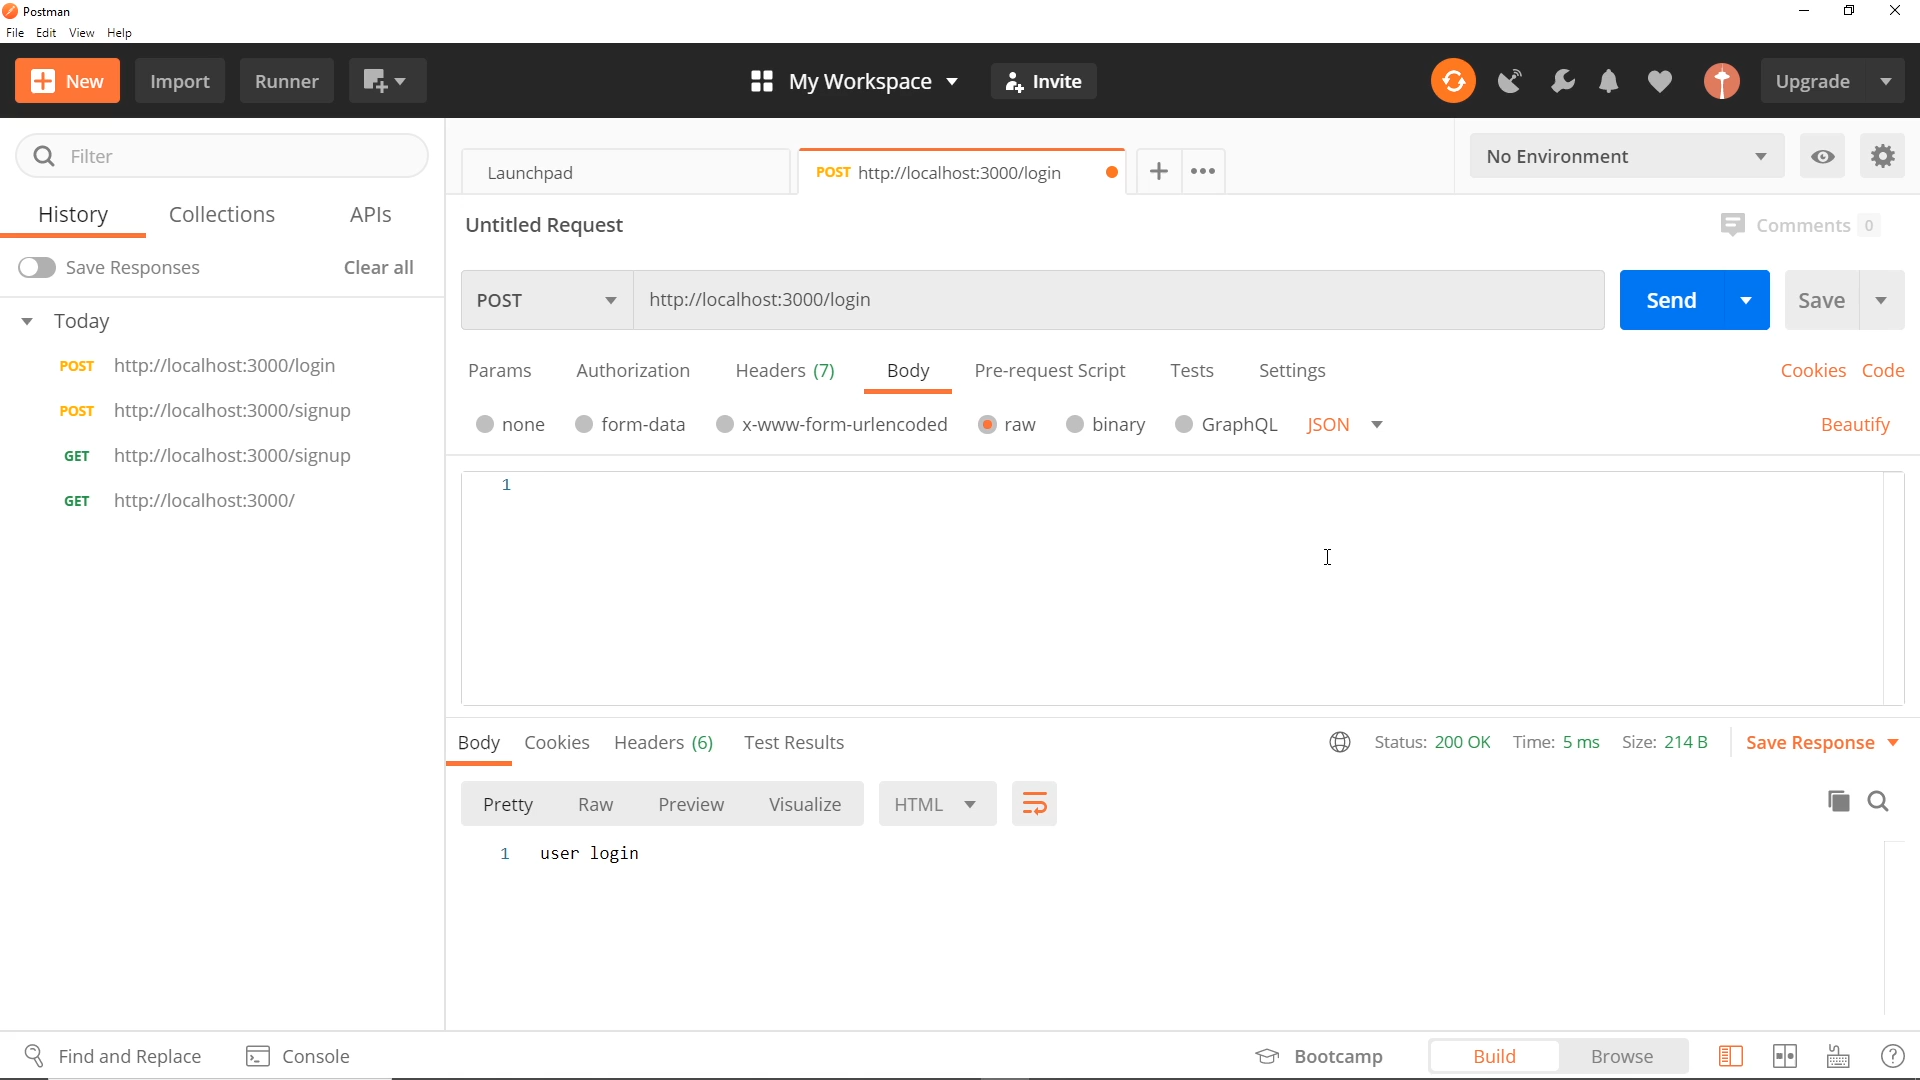 Postman
File Edit View Help
New Import Runner My Workspace Invite Upgrade
Filter
Launchpad POST http://localhost:3000/login No Environment
History Collections APIs
Untitled Request Comments 0
Save Responses Clear all
POST http://localhost:3000/login Send Save
Today
POST http://localhost:3000/login
POST http://localhost:3000/signup
GET http://localhost:3000/signup
GET http://localhost:3000/
Params Authorization Headers (7) Body Pre-request Script Tests Settings Cookies Code
none form-data x-www-form-urlencoded raw binary GraphQL JSON Beautify
1
Body Cookies Headers (6) Test Results Status: 200 OK Time: 5 ms Size: 214 B Save Response
Pretty Raw Preview Visualize HTML
1 user login
Find and Replace Console Bootcamp Build Browse